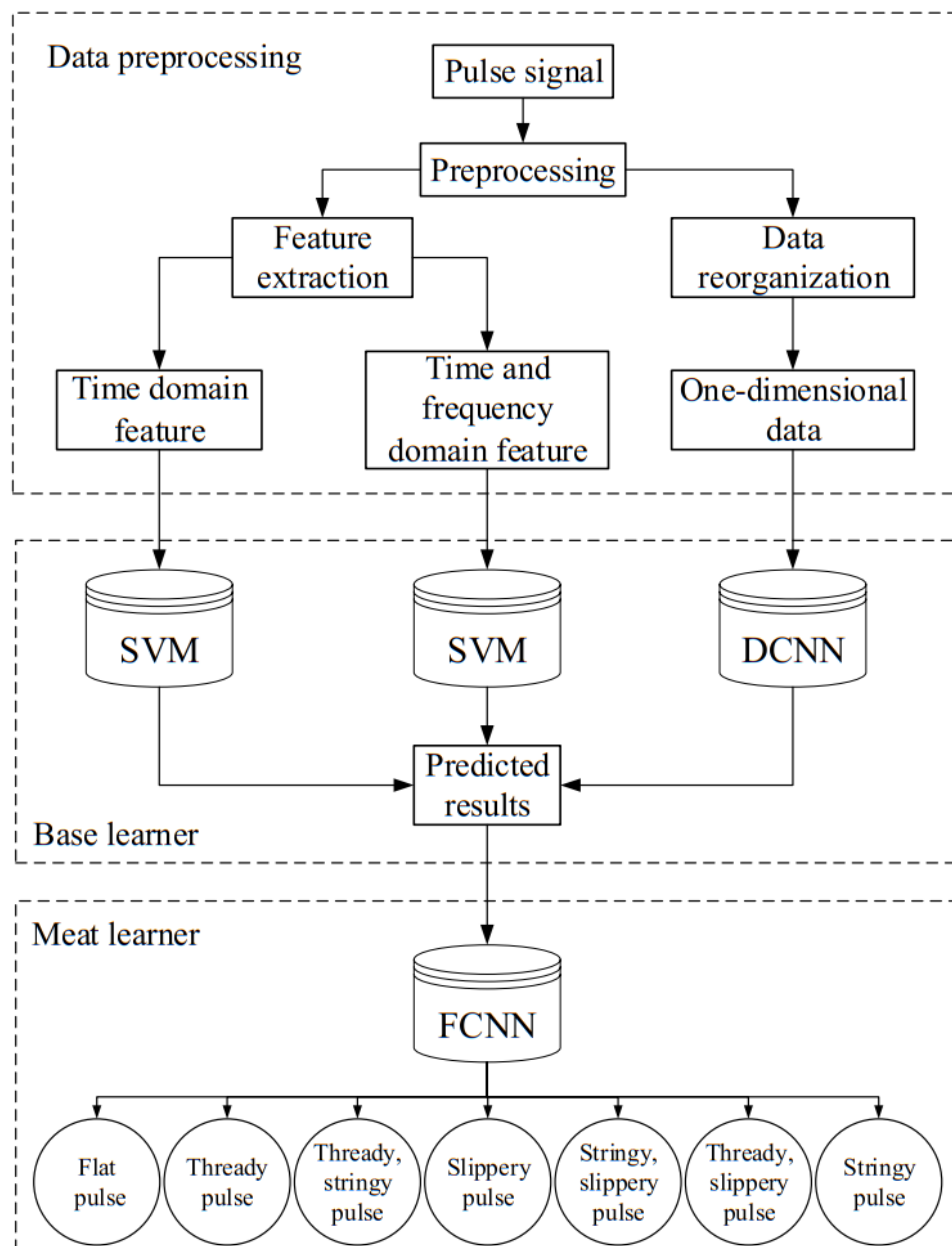 Data preprocessing
Pulse signal
Preprocessing
Feature
extraction
Data
reorganization
Time domain
feature
Time and
frequency
domain feature
One-dimensional
data
SVM
SVM
DCNN
Predicted
results
Base learner
Meat learner
FCNN
Flat
pulse
Thready
pulse
Thready,
stringy
pulse
Slippery
pulse
Stringy,
slippery
pulse
Thready,
slippery
pulse
Stringy
pulse